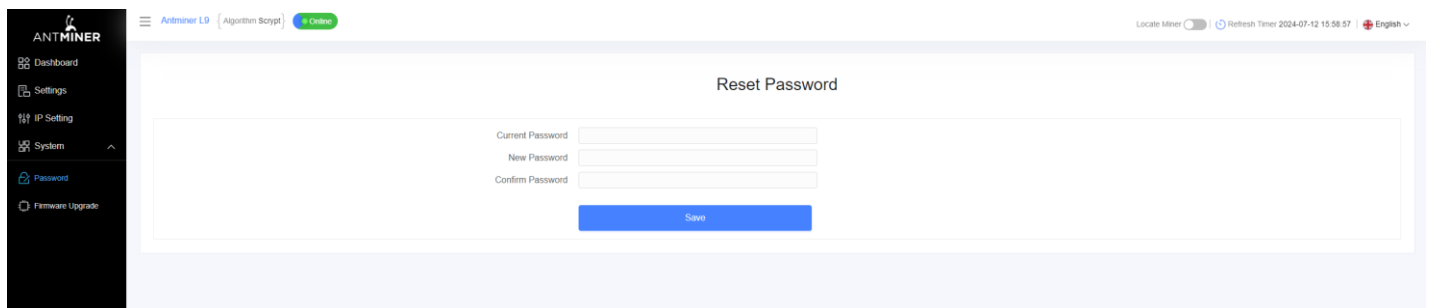 ANTMINER
Dashboard
Settings
IP Setting
System
Password
Firmware Upgrade
Antminer L9 { Algorithm Scrypt } Online
Locate Miner Refresh Timer 2024-07-12 15:58:57 English
Reset Password
Current Password
New Password
Confirm Password
Save